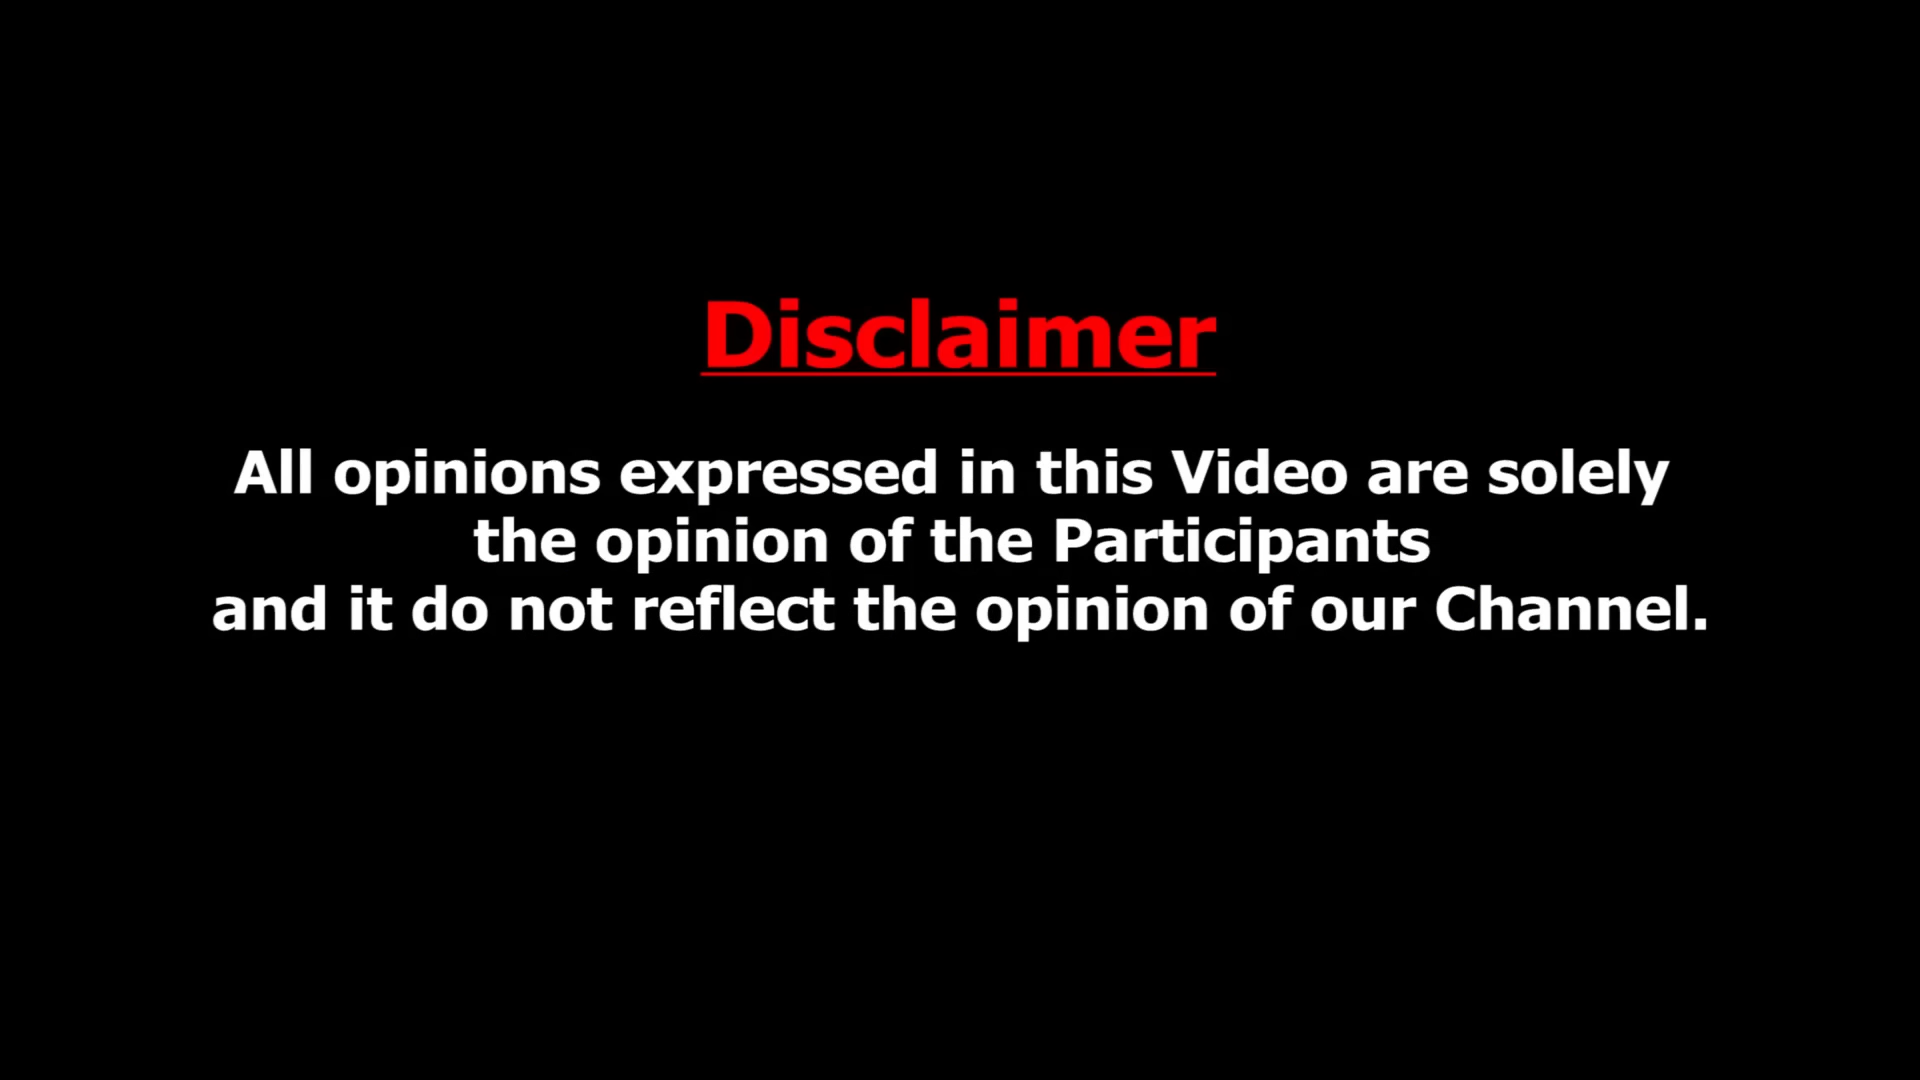 Disclaimer
All opinions expressed in this Video are solely
the opinion of the Participants
and it do not reflect the opinion of our Channel.